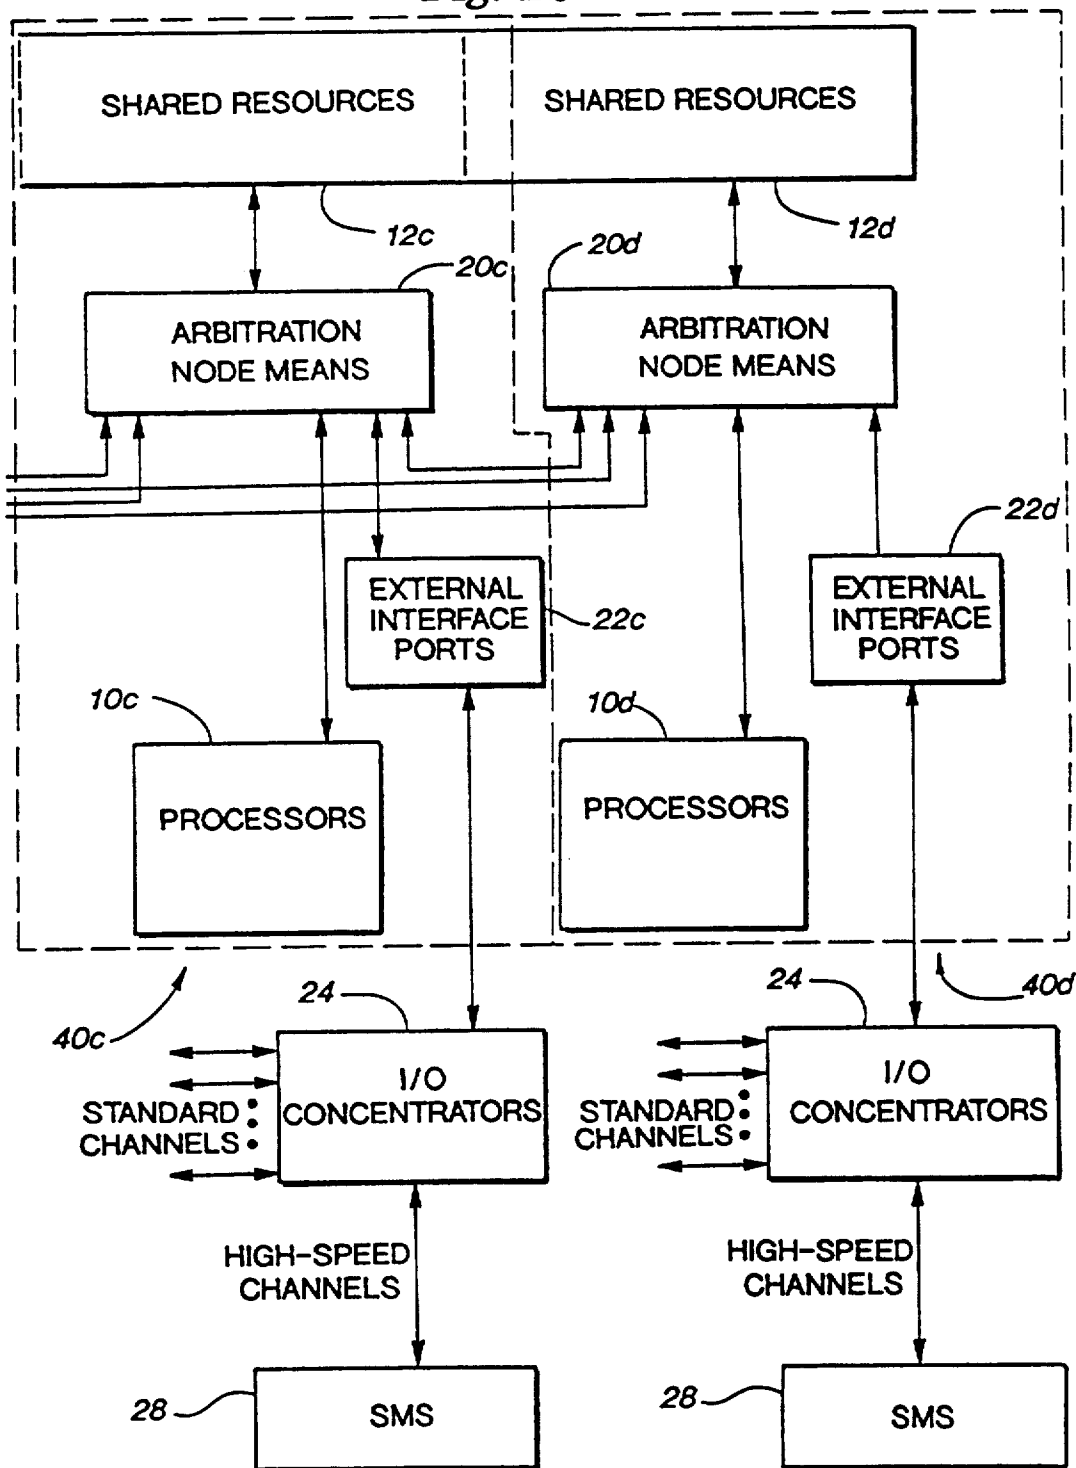 SHARED RESOURCES
SHARED RESOURCES
12c
12d
20c
20d
ARBITRATION
NODE MEANS
ARBITRATION
NODE MEANS
22d
EXTERNAL
INTERFACE
PORTS
22c
EXTERNAL
INTERFACE
PORTS
10c
10d
PROCESSORS
PROCESSORS
40c
24
24
40d
I/O
CONCENTRATORS
STANDARD
CHANNELS
I/O
CONCENTRATORS
STANDARD
CHANNELS
HIGH-SPEED
CHANNELS
HIGH-SPEED
CHANNELS
28
SMS
28
SMS